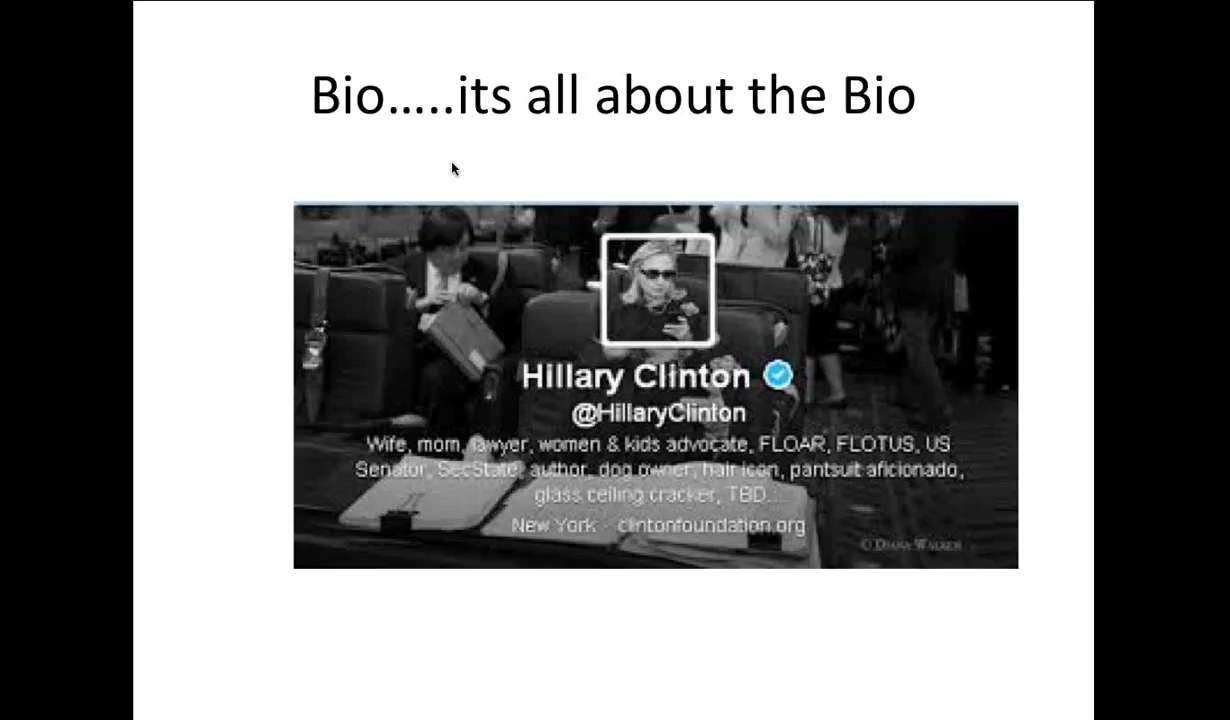 Bio.....its all about the Bio
Hillary Clinton
@HillaryClinton
Wife, mom, lawyer, women & kids advocate, FLOAR, FLOTUS, US
Senator, SecState, author, dog owner, hair icon, pantsuit aficionado,
glass ceiling cracker, TBD...
New York · clintonfoundation.org
© Diana Walker